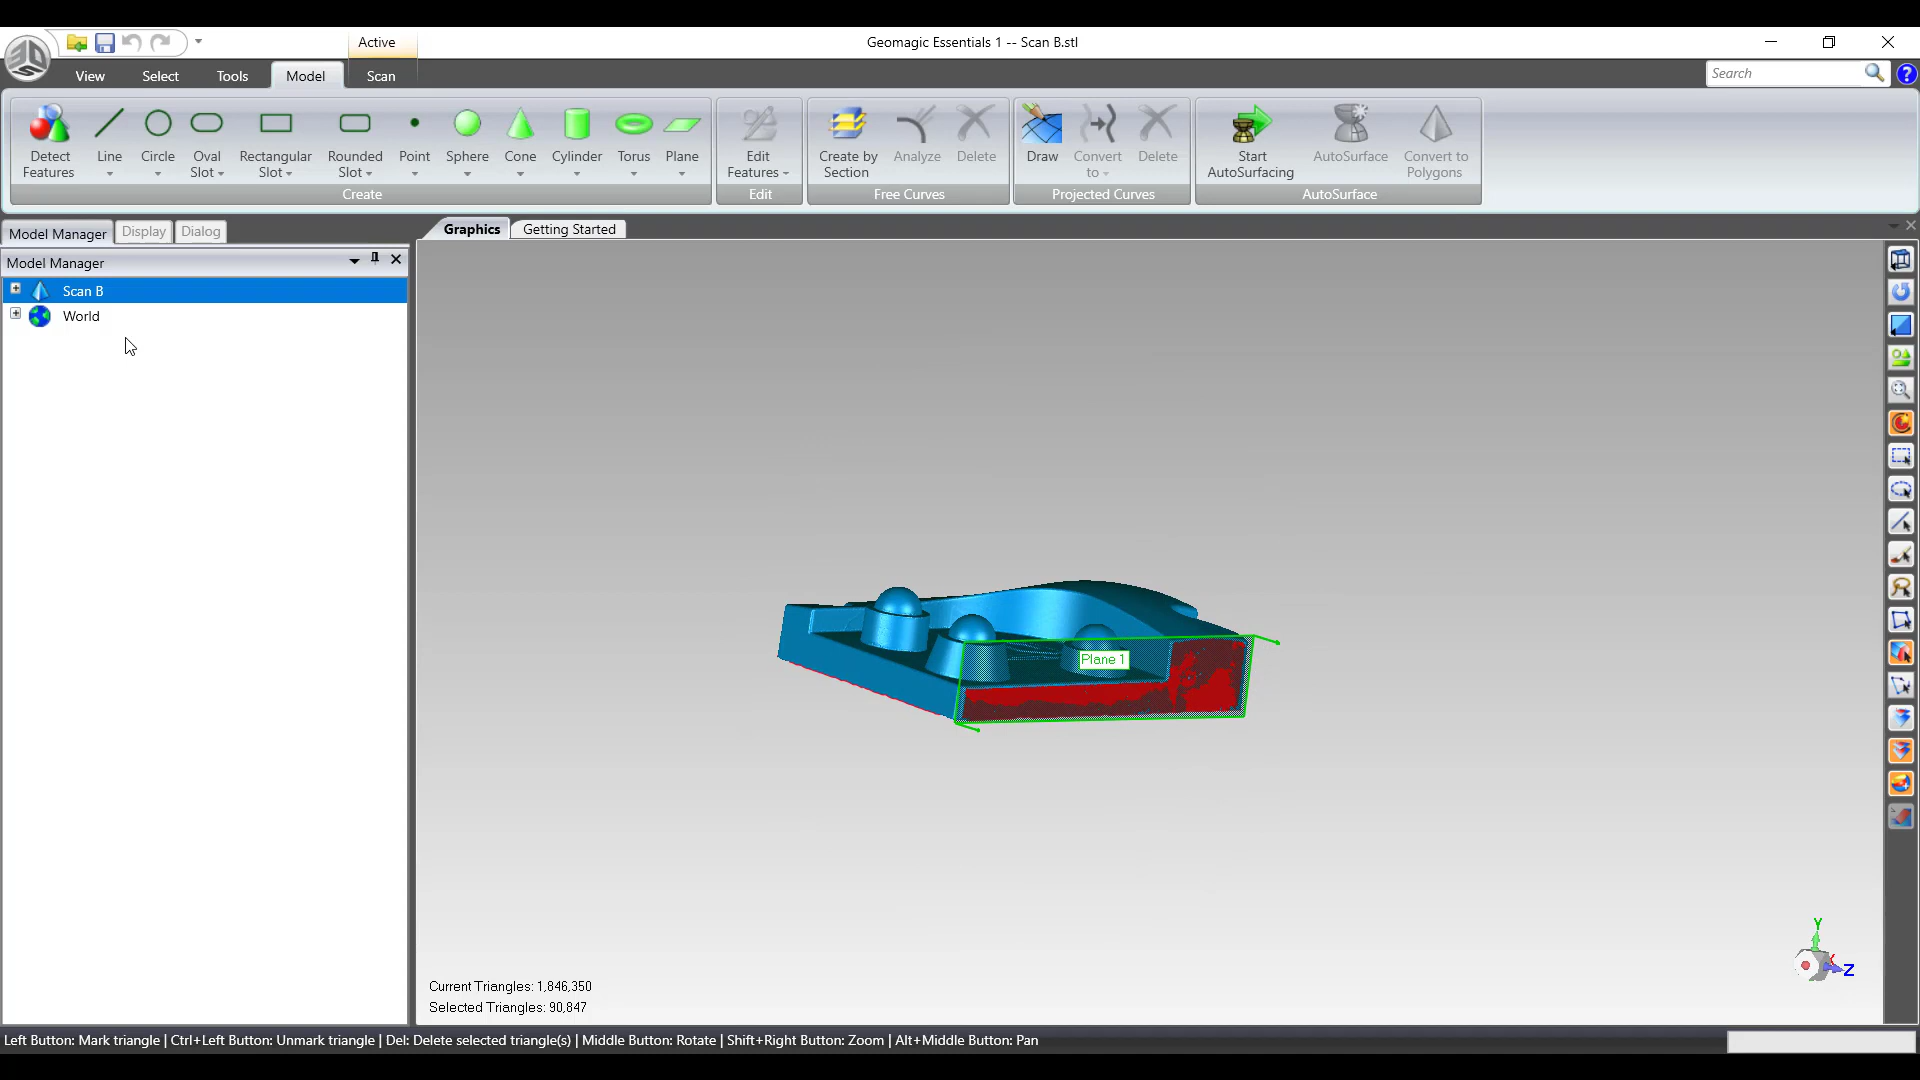 Active
Geomagic Essentials 1 -- Scan B.stl
View
Select
Tools
Model
Scan
Search
?
Detect
Features
Line
Circle
Oval
Slot
Rectangular
Slot
Rounded
Slot
Point
Sphere
Cone
Cylinder
Torus
Plane
Create
Edit
Features
Edit
Create by
Section
Analyze
Delete
Free Curves
Draw
Convert
to
Delete
Projected Curves
Start
AutoSurfacing
AutoSurface
Convert to
Polygons
AutoSurface
Model Manager
Display
Dialog
Graphics
Getting Started
Model Manager
Scan B
World
Plane 1
Y
X
Z
Current Triangles: 1,846,350
Selected Triangles: 90,847
Left Button: Mark triangle | Ctrl+Left Button: Unmark triangle | Del: Delete selected triangle(s) | Middle Button: Rotate | Shift+Right Button: Zoom | Alt+Middle Button: Pan